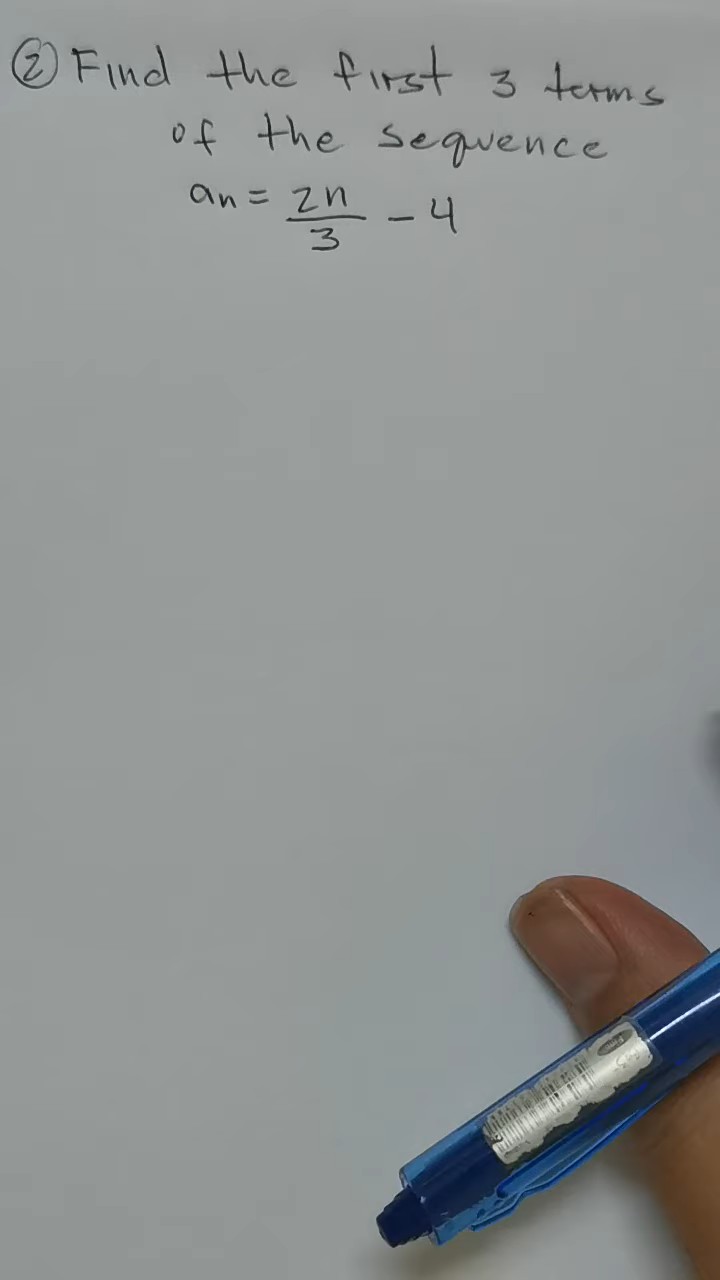 ② Find the first 3 terms
of the sequence
an = 2n/3 - 4